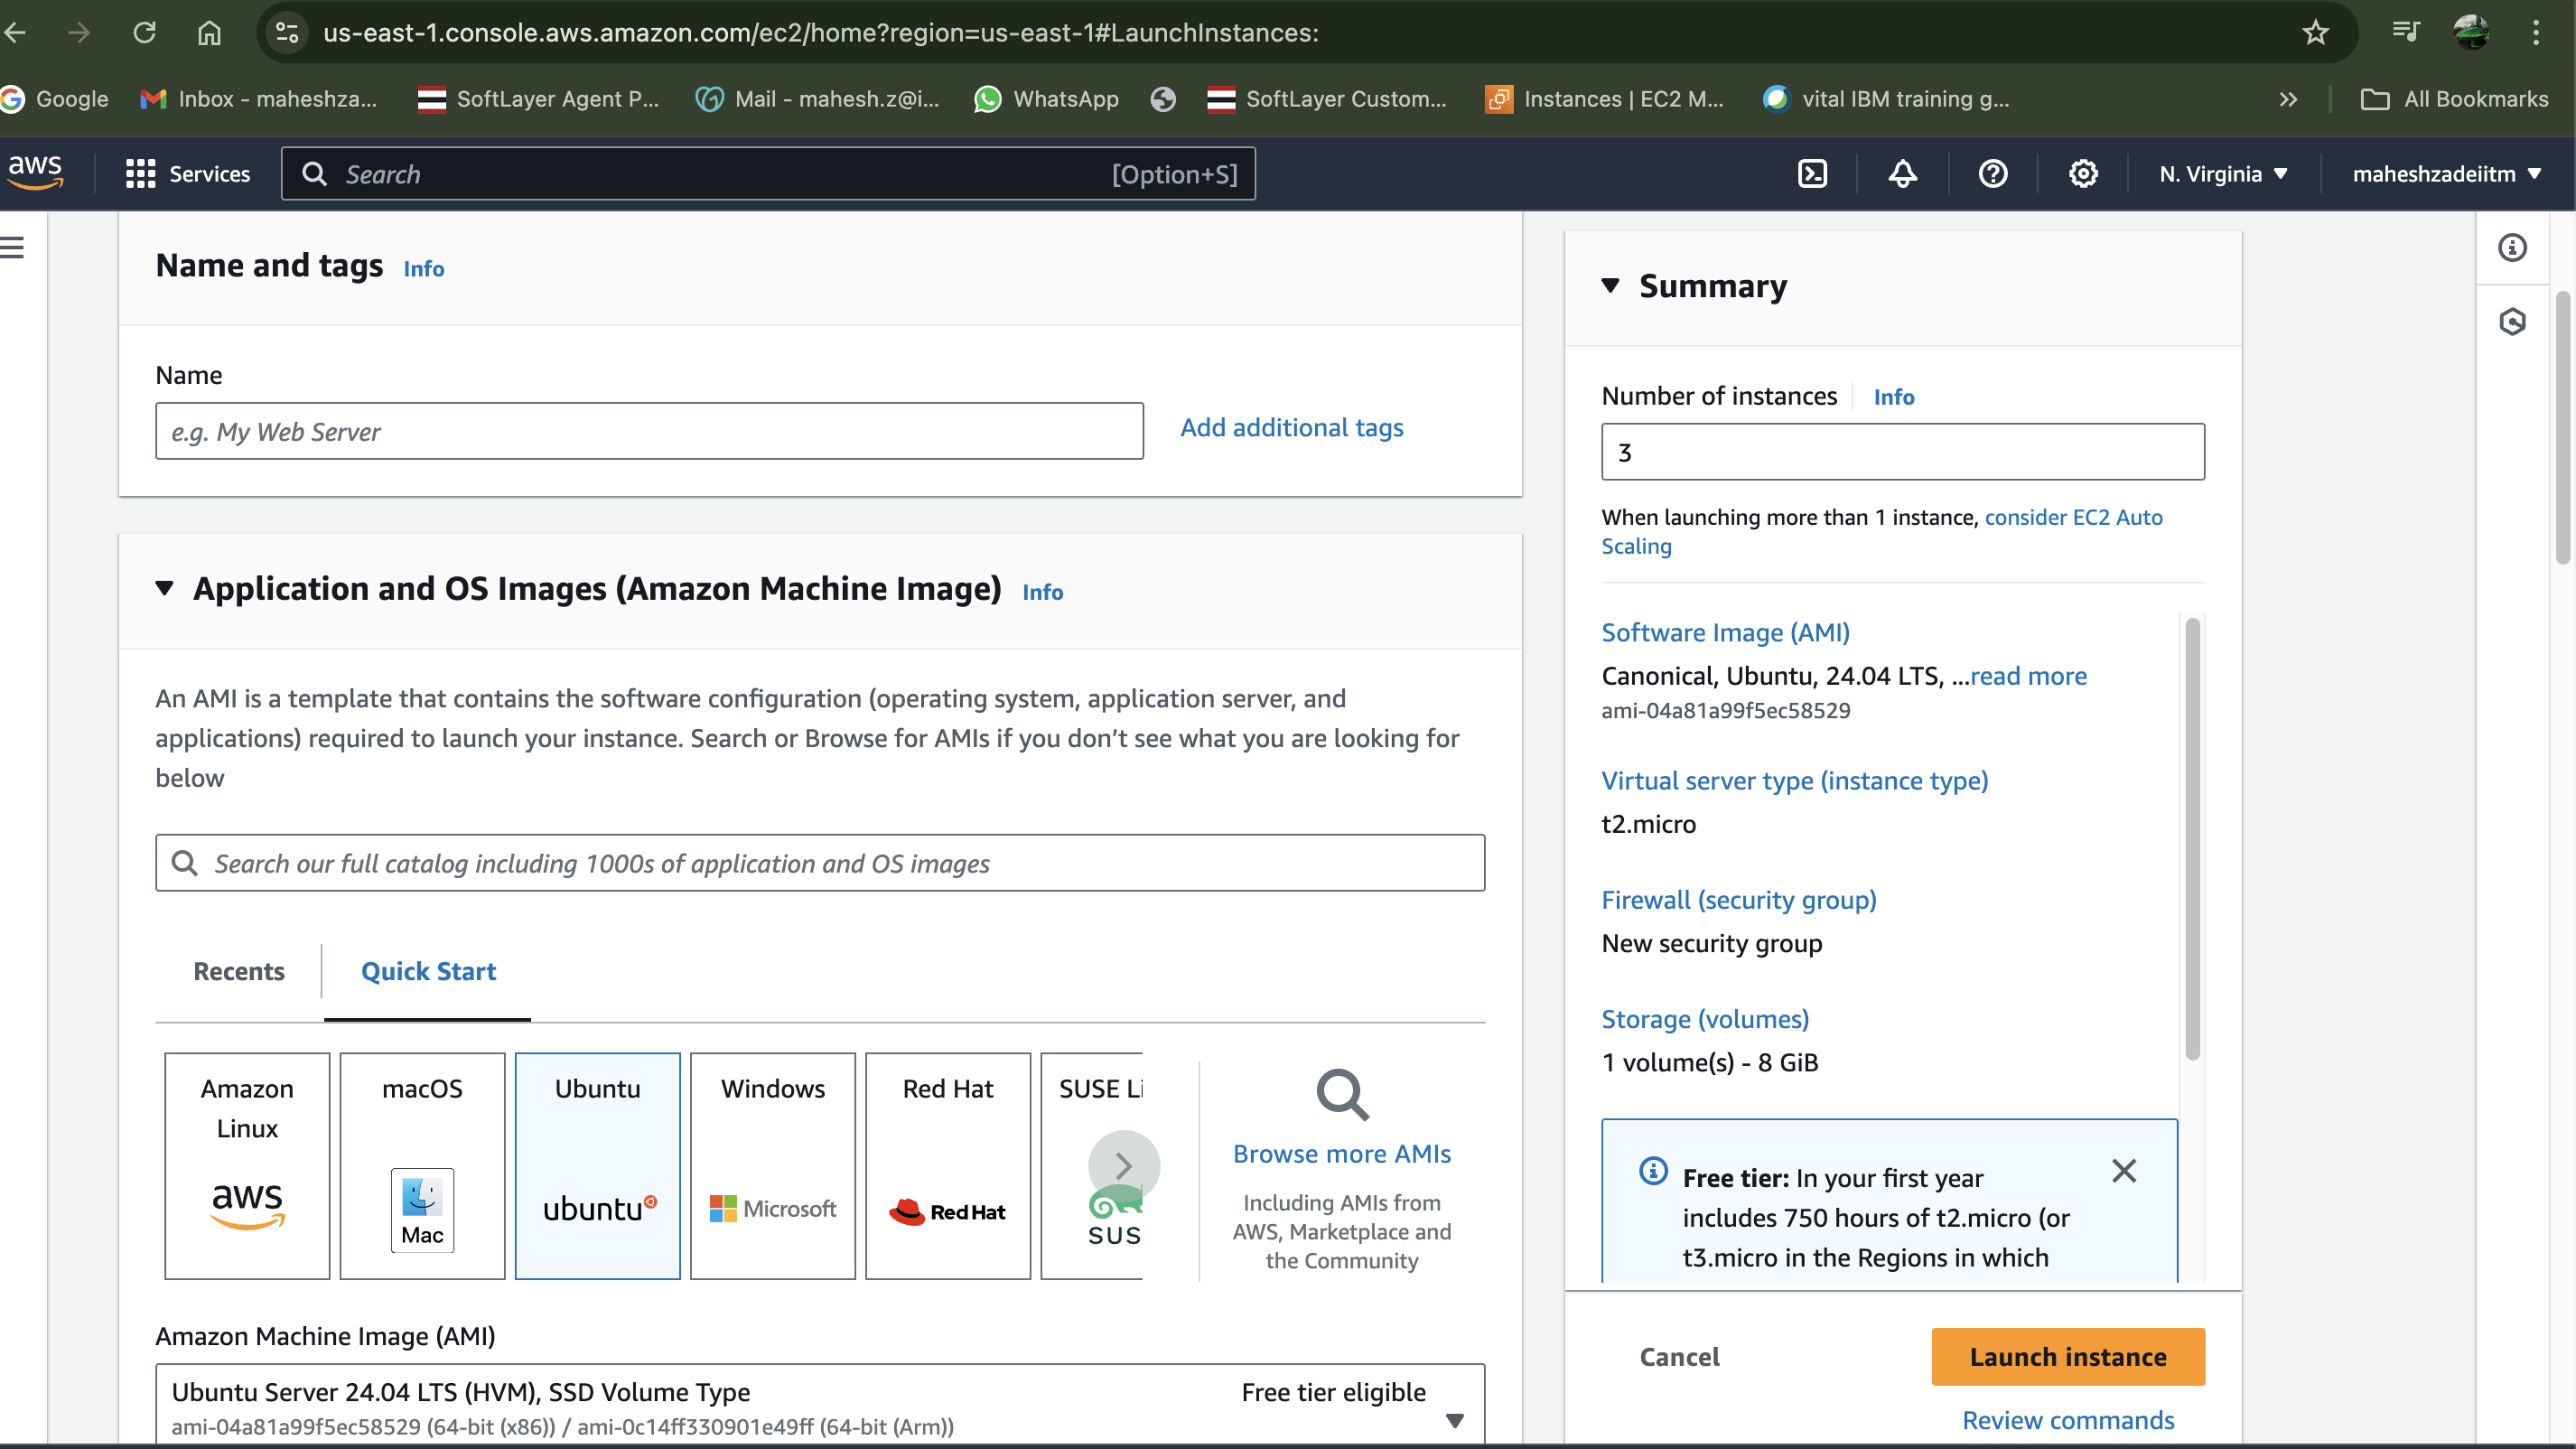 us-east-1.console.aws.amazon.com/ec2/home?region=us-east-1#LaunchInstances:
Google
Inbox - maheshza...
SoftLayer Agent P...
Mail - mahesh.z@i...
WhatsApp
SoftLayer Custom...
Instances | EC2 M...
vital IBM training g...
All Bookmarks
aws
Services
Search
[Option+S]
N. Virginia
maheshzadeiitm
Name and tags Info
Name
e.g. My Web Server
Add additional tags
Application and OS Images (Amazon Machine Image) Info
An AMI is a template that contains the software configuration (operating system, application server, and
applications) required to launch your instance. Search or Browse for AMIs if you don’t see what you are looking for
below
Search our full catalog including 1000s of application and OS images
Recents
Quick Start
Amazon
Linux
aws
macOS
Mac
Ubuntu
ubuntu
Windows
Microsoft
Red Hat
Red Hat
SUSE Li
SUS
Browse more AMIs
Including AMIs from
AWS, Marketplace and
the Community
Amazon Machine Image (AMI)
Ubuntu Server 24.04 LTS (HVM), SSD Volume Type
Free tier eligible
ami-04a81a99f5ec58529 (64-bit (x86)) / ami-0c14ff330901e49ff (64-bit (Arm))
Summary
Number of instances
Info
3
When launching more than 1 instance, consider EC2 Auto
Scaling
Software Image (AMI)
Canonical, Ubuntu, 24.04 LTS, ...read more
ami-04a81a99f5ec58529
Virtual server type (instance type)
t2.micro
Firewall (security group)
New security group
Storage (volumes)
1 volume(s) - 8 GiB
Free tier: In your first year
includes 750 hours of t2.micro (or
t3.micro in the Regions in which
Cancel
Launch instance
Review commands